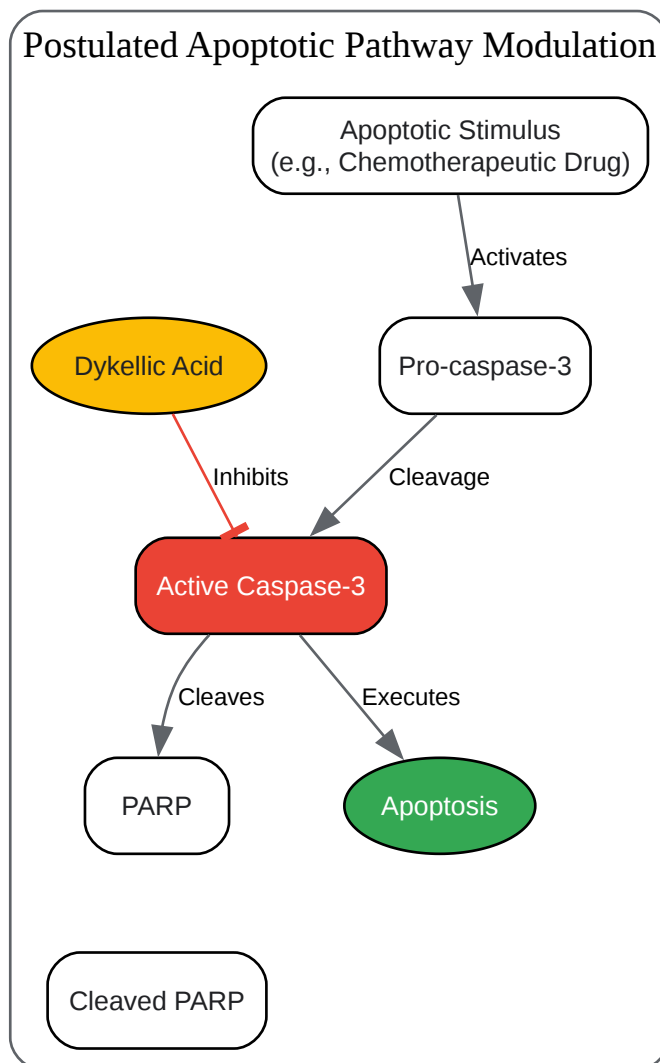 Postulated Apoptotic Pathway Modulation
Apoptotic Stimulus
(e.g., Chemotherapeutic Drug)
Activates
Dykellic Acid
Pro-caspase-3
Inhibits
Cleavage
Active Caspase-3
Cleaves
Executes
PARP
Apoptosis
Cleaved PARP